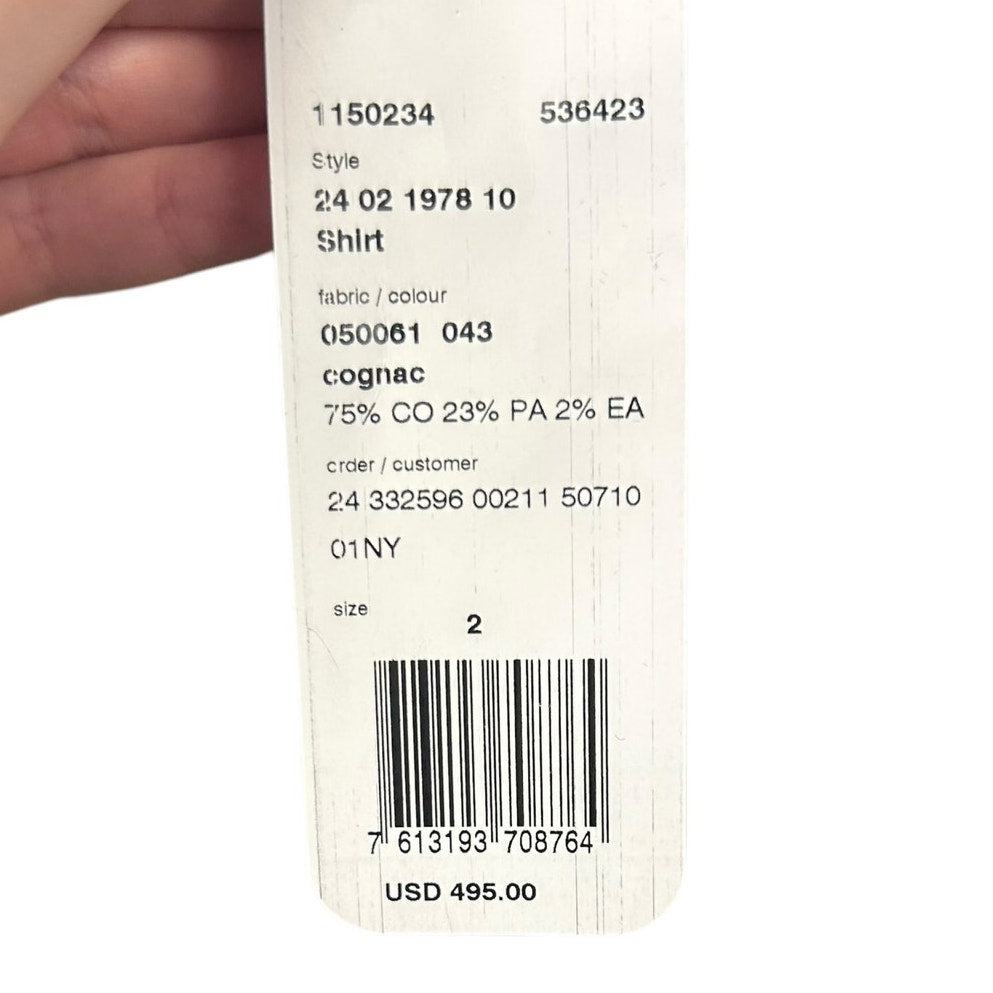 1150234 536423
Style
24 02 1978 10
Shirt
fabric / colour
050061 043
cognac
75% CO 23% PA 2% EA
order / customer
24 332596 00211 50710
01NY
size
2
7 613193 708764
USD 495.00